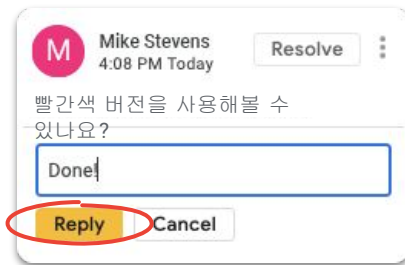 M
Mike Stevens
Resolve
4:08 PM Today
빨간색 버전을 사용해볼 수
있나요?
Done!
Reply
Cancel